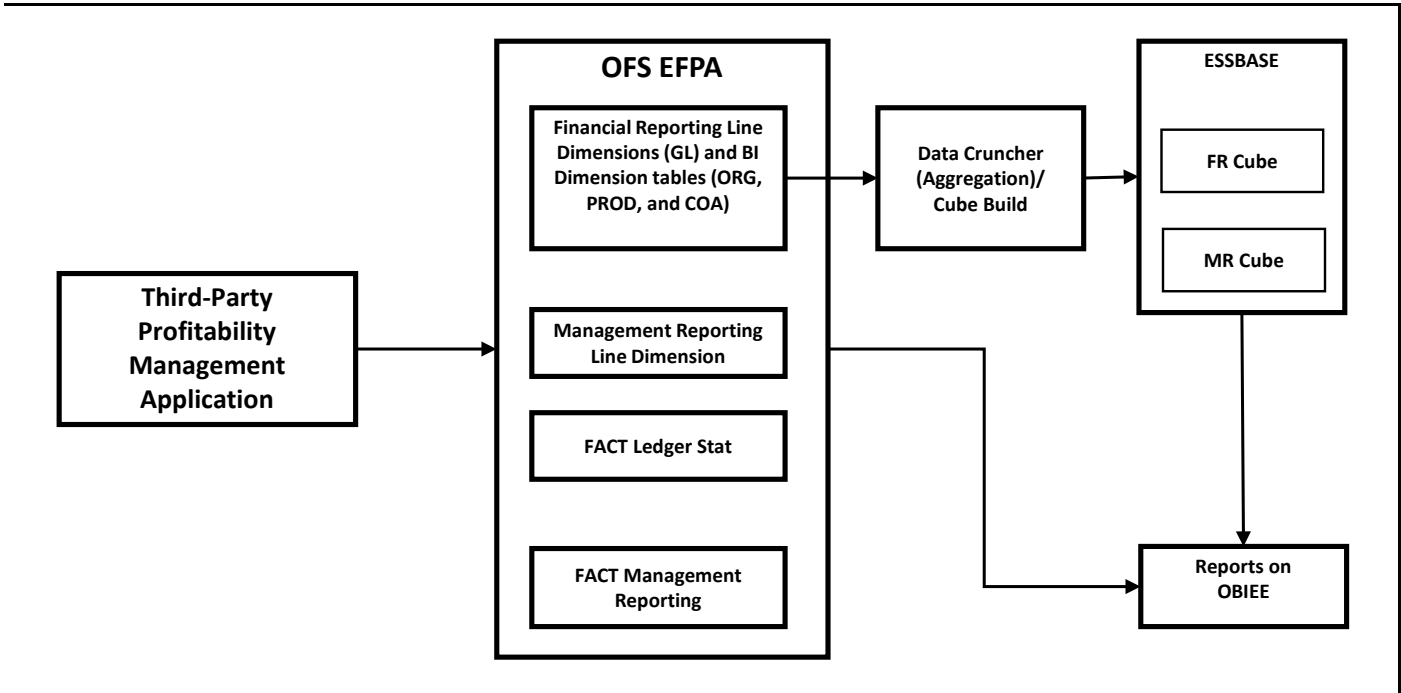 Third-Party
Profitability
Management
Application
OFS EFPA
Financial Reporting Line
Dimensions (GL) and BI
Dimension tables (ORG,
PROD, and COA)
Management Reporting
Line Dimension
FACT Ledger Stat
FACT Management
Reporting
Data Cruncher
(Aggregation)/
Cube Build
ESSBASE
FR Cube
MR Cube
Reports on
OBIEE